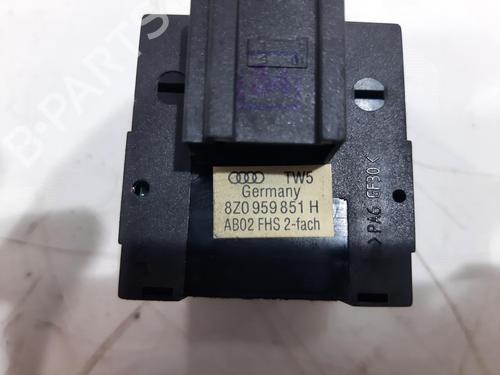 B-PARTS
TW5
Germany
8Z0 959 851 H
AB02 FHS 2-fach
>PA6 GF30<